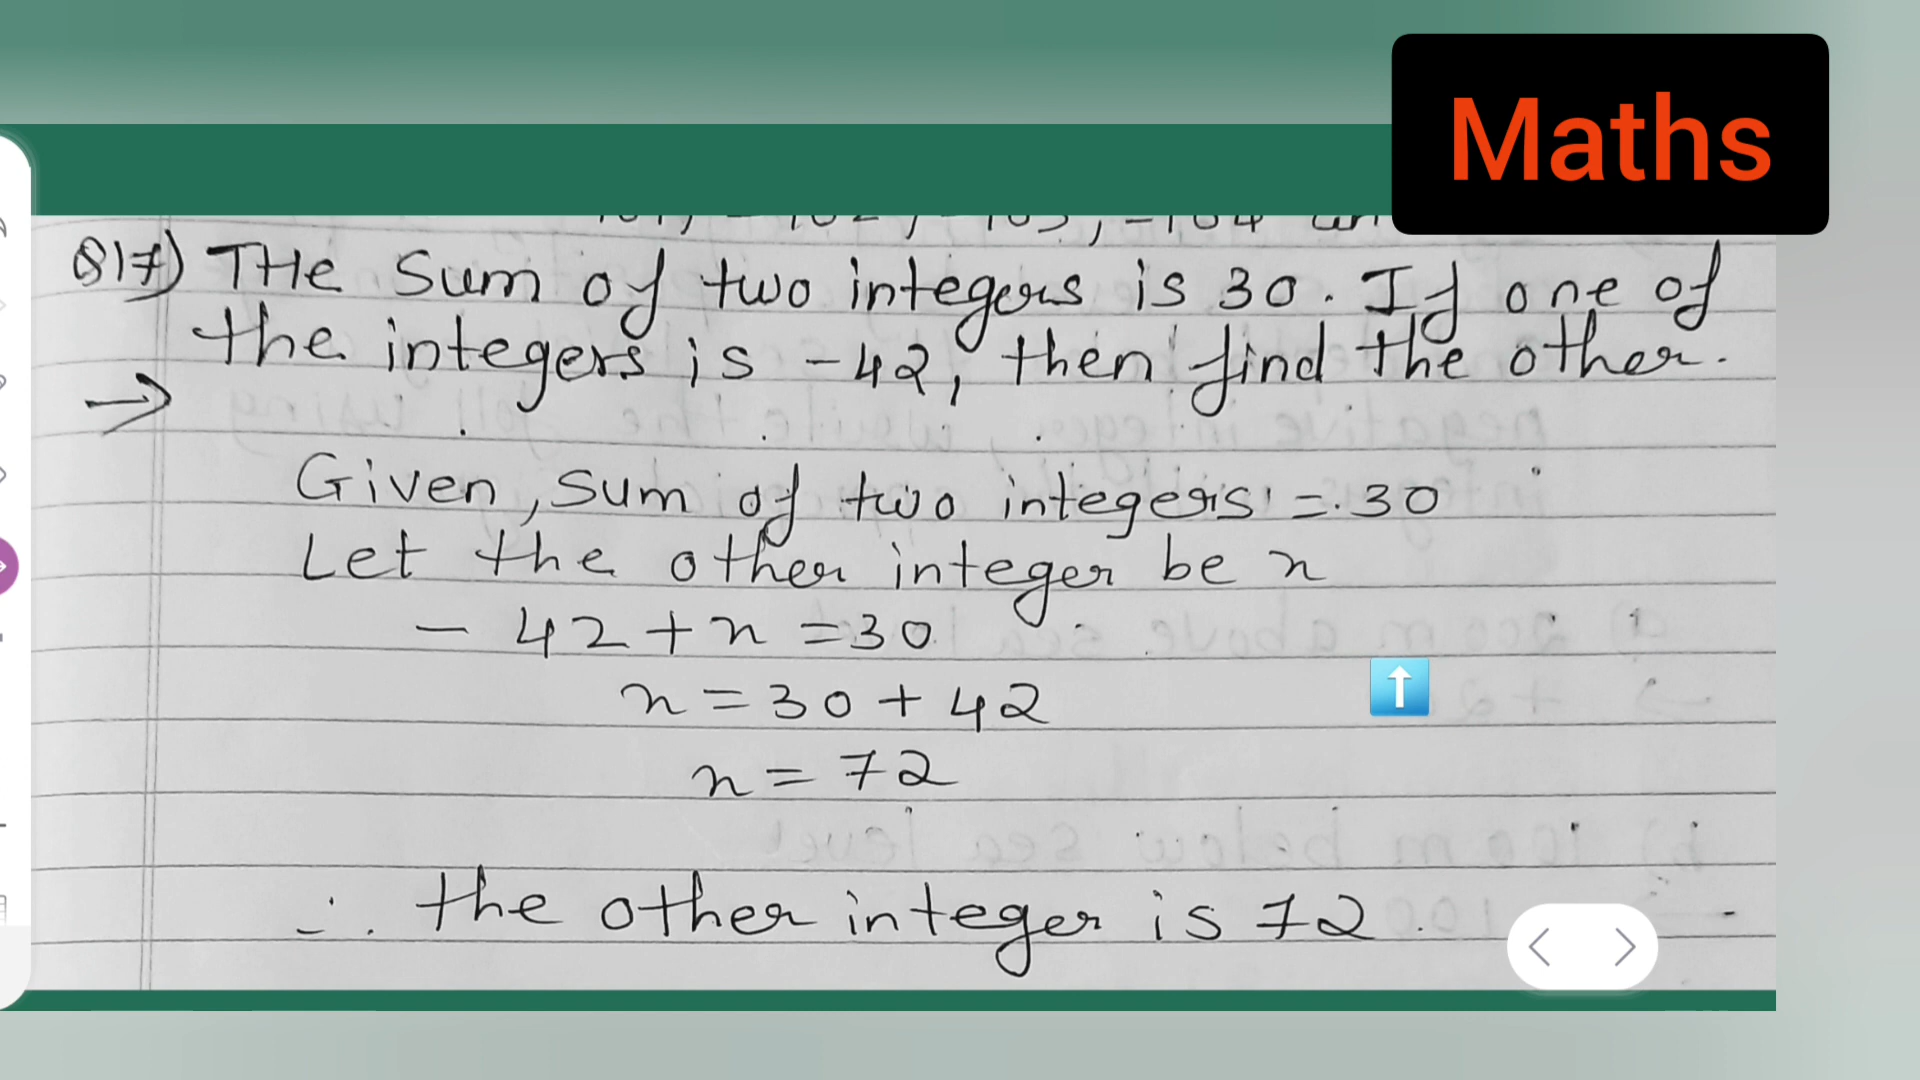 Maths
Q17) THe Sum of two integers is 30. If one of
the integers is -42, then find the other.
→
Given, sum of two integers = 30
Let the other integer be n
- 42 + n = 30
n = 30 + 42
n = 72
∴ the other integer is 72.